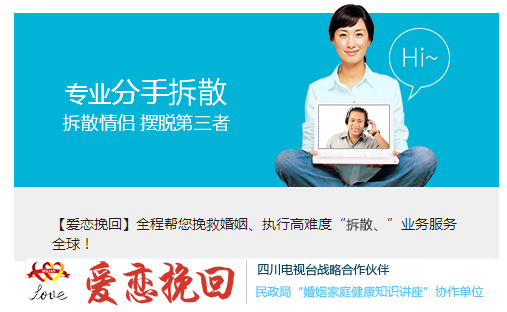 Hi~
专业分手拆散
拆散情侣 摆脱第三者
【爱恋挽回】全程帮您挽救婚姻、执行高难度“拆散、”业务服务
全球！
Love
爱恋挽回
四川电视台战略合作伙伴
民政局“婚姻家庭健康知识讲座”协作单位